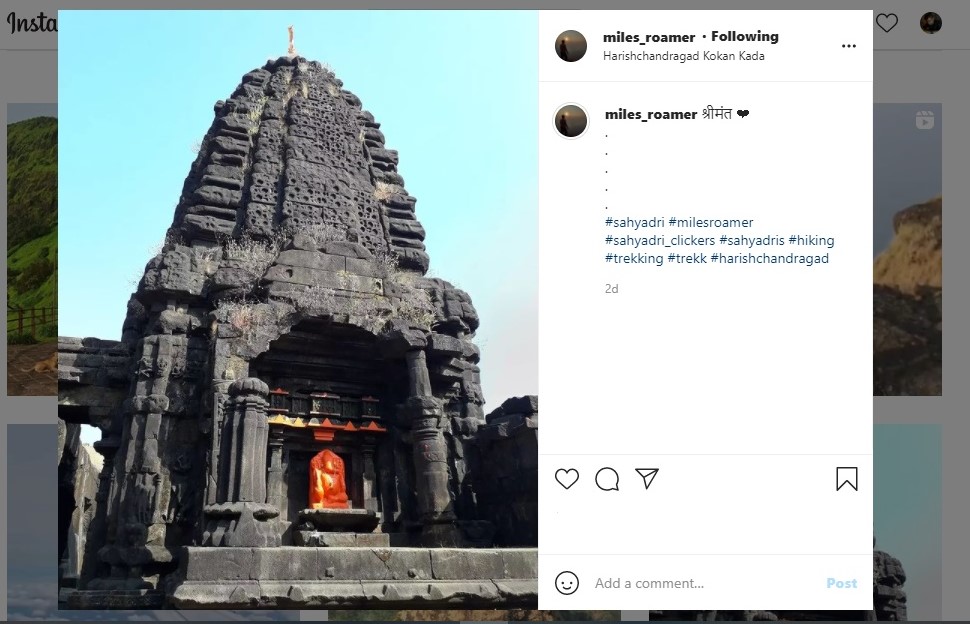 Insta
miles_roamer • Following
Harishchandragad Kokan Kada
miles_roamer श्रीमंत ❤
.
.
.
.
.
#sahyadri #milesroamer
#sahyadri_clickers #sahyadris #hiking
#trekking #trekk #harishchandragad
2d
Add a comment...
Post